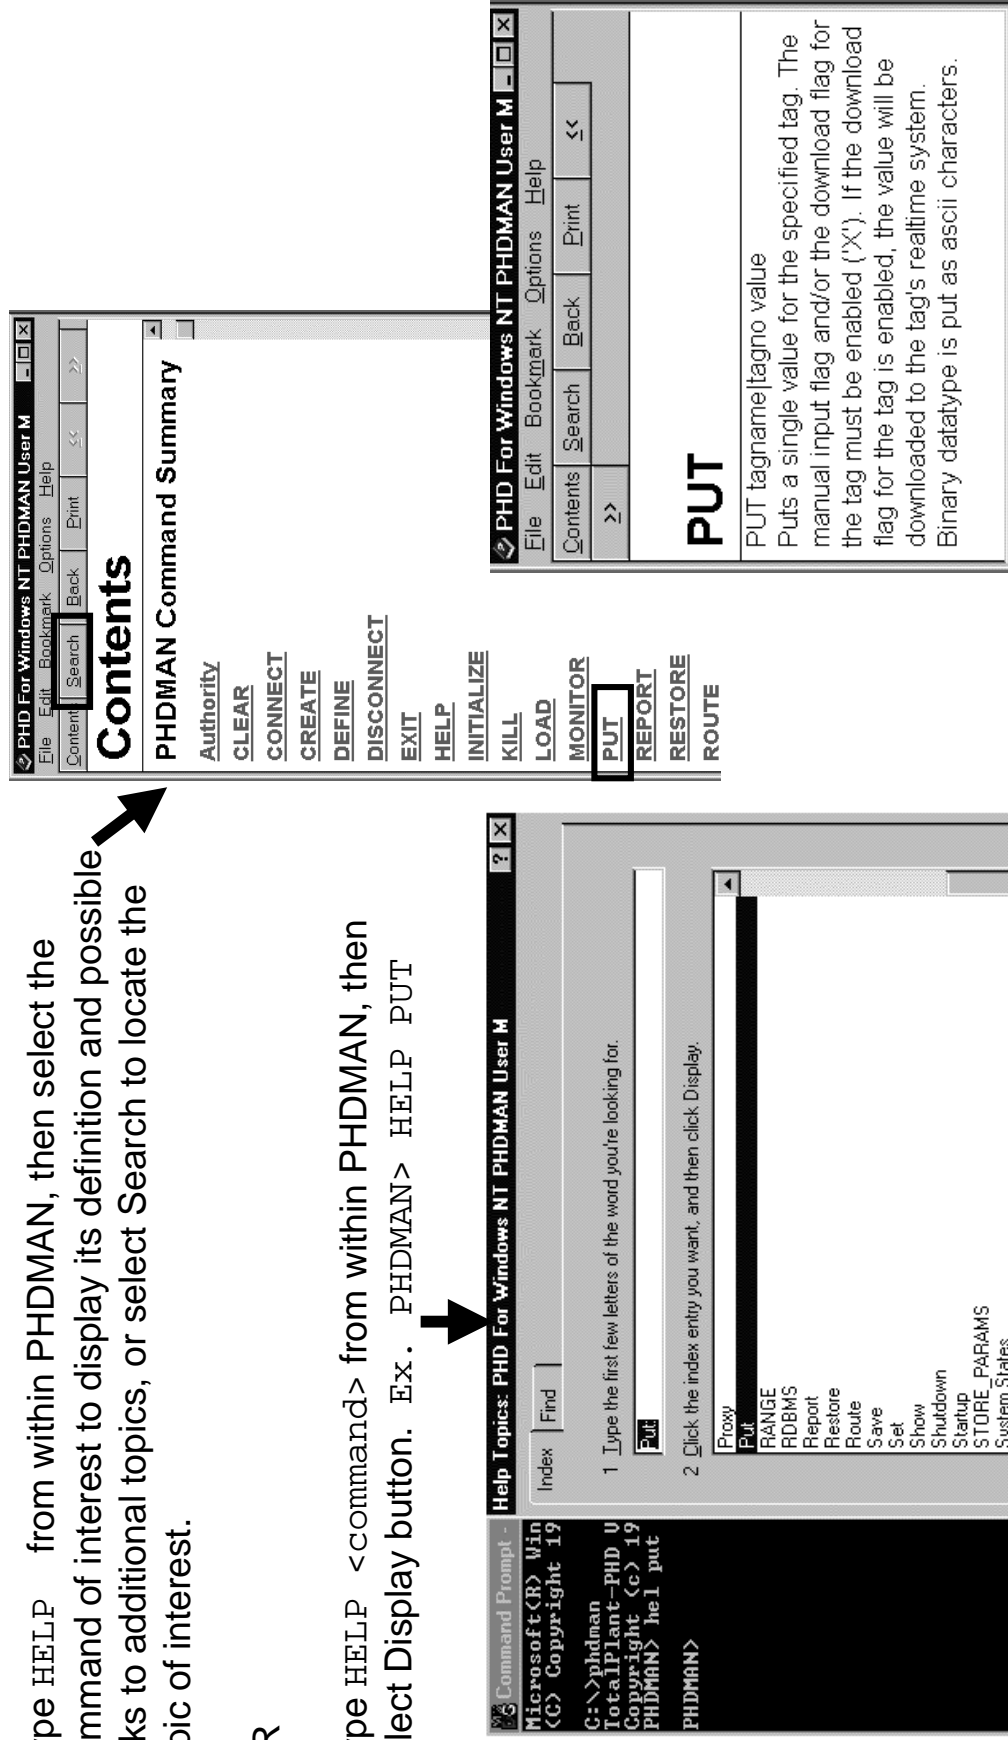 pe HELP from within PHDMAN, then select the
mmand of interest to display its definition and possible
ks to additional topics, or select Search to locate the
pic of interest.
R
pe HELP <command> from within PHDMAN, then
lect Display button. Ex. PHDMAN> HELP PUT
PHD For Windows NT PHDMAN User M
File Edit Bookmark Options Help
Content Search Back Print << >>
Contents
PHDMAN Command Summary
Authority
CLEAR
CONNECT
CREATE
DEFINE
DISCONNECT
EXIT
HELP
INITIALIZE
KILL
LOAD
MONITOR
PUT
REPORT
RESTORE
ROUTE
Command Prompt -
Microsoft(R) Win
(C) Copyright 19
C:\>phdman
TotalPlant-PHD V
Copyright (c) 19
PHDMAN> hel put
PHDMAN>
Help Topics: PHD For Windows NT PHDMAN User M
Index Find
1 Type the first few letters of the word you're looking for.
Put
2 Click the index entry you want, and then click Display.
Proxy
Put
RANGE
RDBMS
Report
Restore
Route
Save
Set
Show
Shutdown
Startup
STORE_PARAMS
System_States
PHD For Windows NT PHDMAN User M
File Edit Bookmark Options Help
Contents Search Back Print <<
>>
PUT
PUT tagname|tagno value
Puts a single value for the specified tag. The
manual input flag and/or the download flag for
the tag must be enabled ('X'). If the download
flag for the tag is enabled, the value will be
downloaded to the tag's realtime system.
Binary datatype is put as ascii characters.